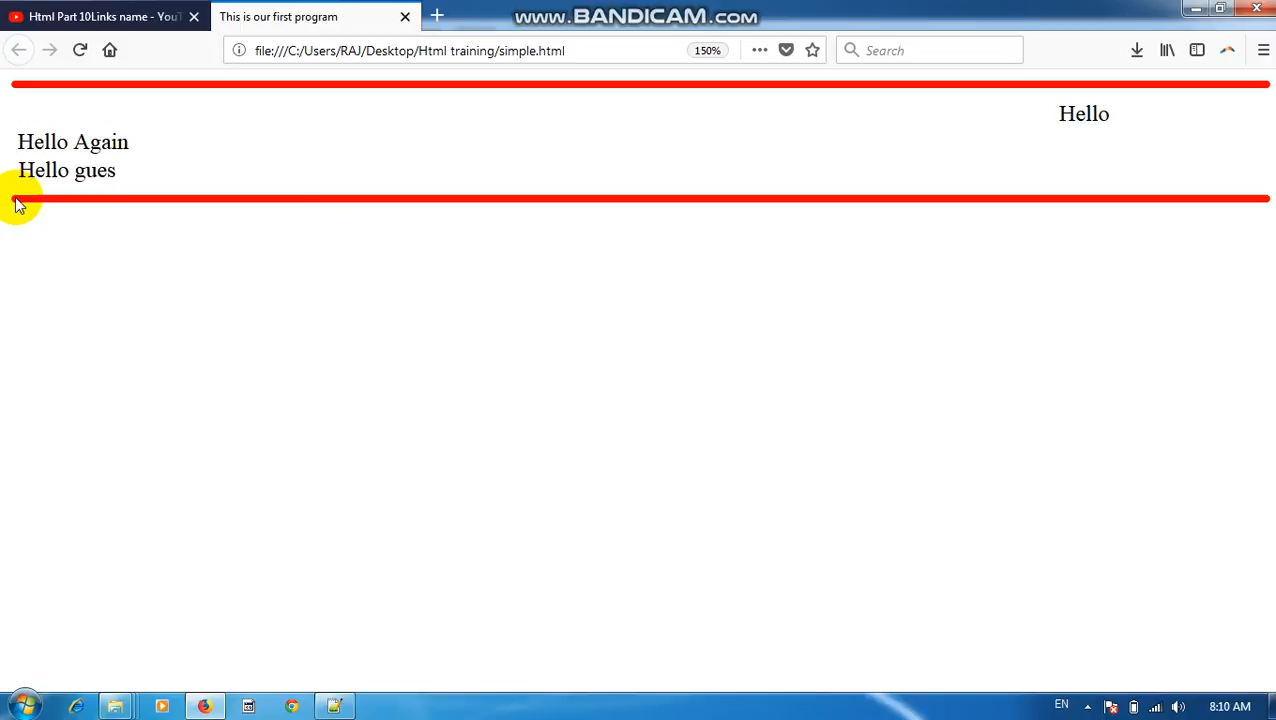 Html Part 10Links name - YouT
This is our first program
WWW.BANDICAM.COM
file:///C:/Users/RAJ/Desktop/Html training/simple.html
150%
Search
Hello
Hello Again
Hello gues
EN
8:10 AM